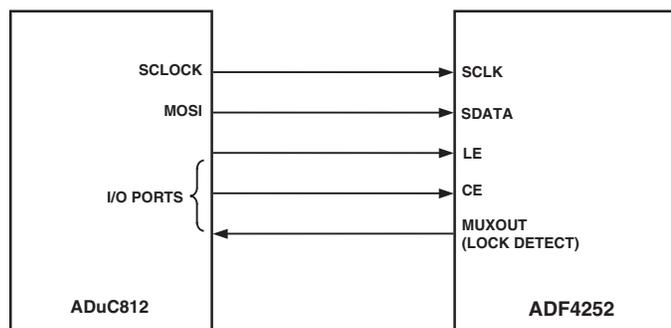 SCLOCK
MOSI
I/O PORTS
ADuC812
SCLK
SDATA
LE
CE
MUXOUT
(LOCK DETECT)
ADF4252